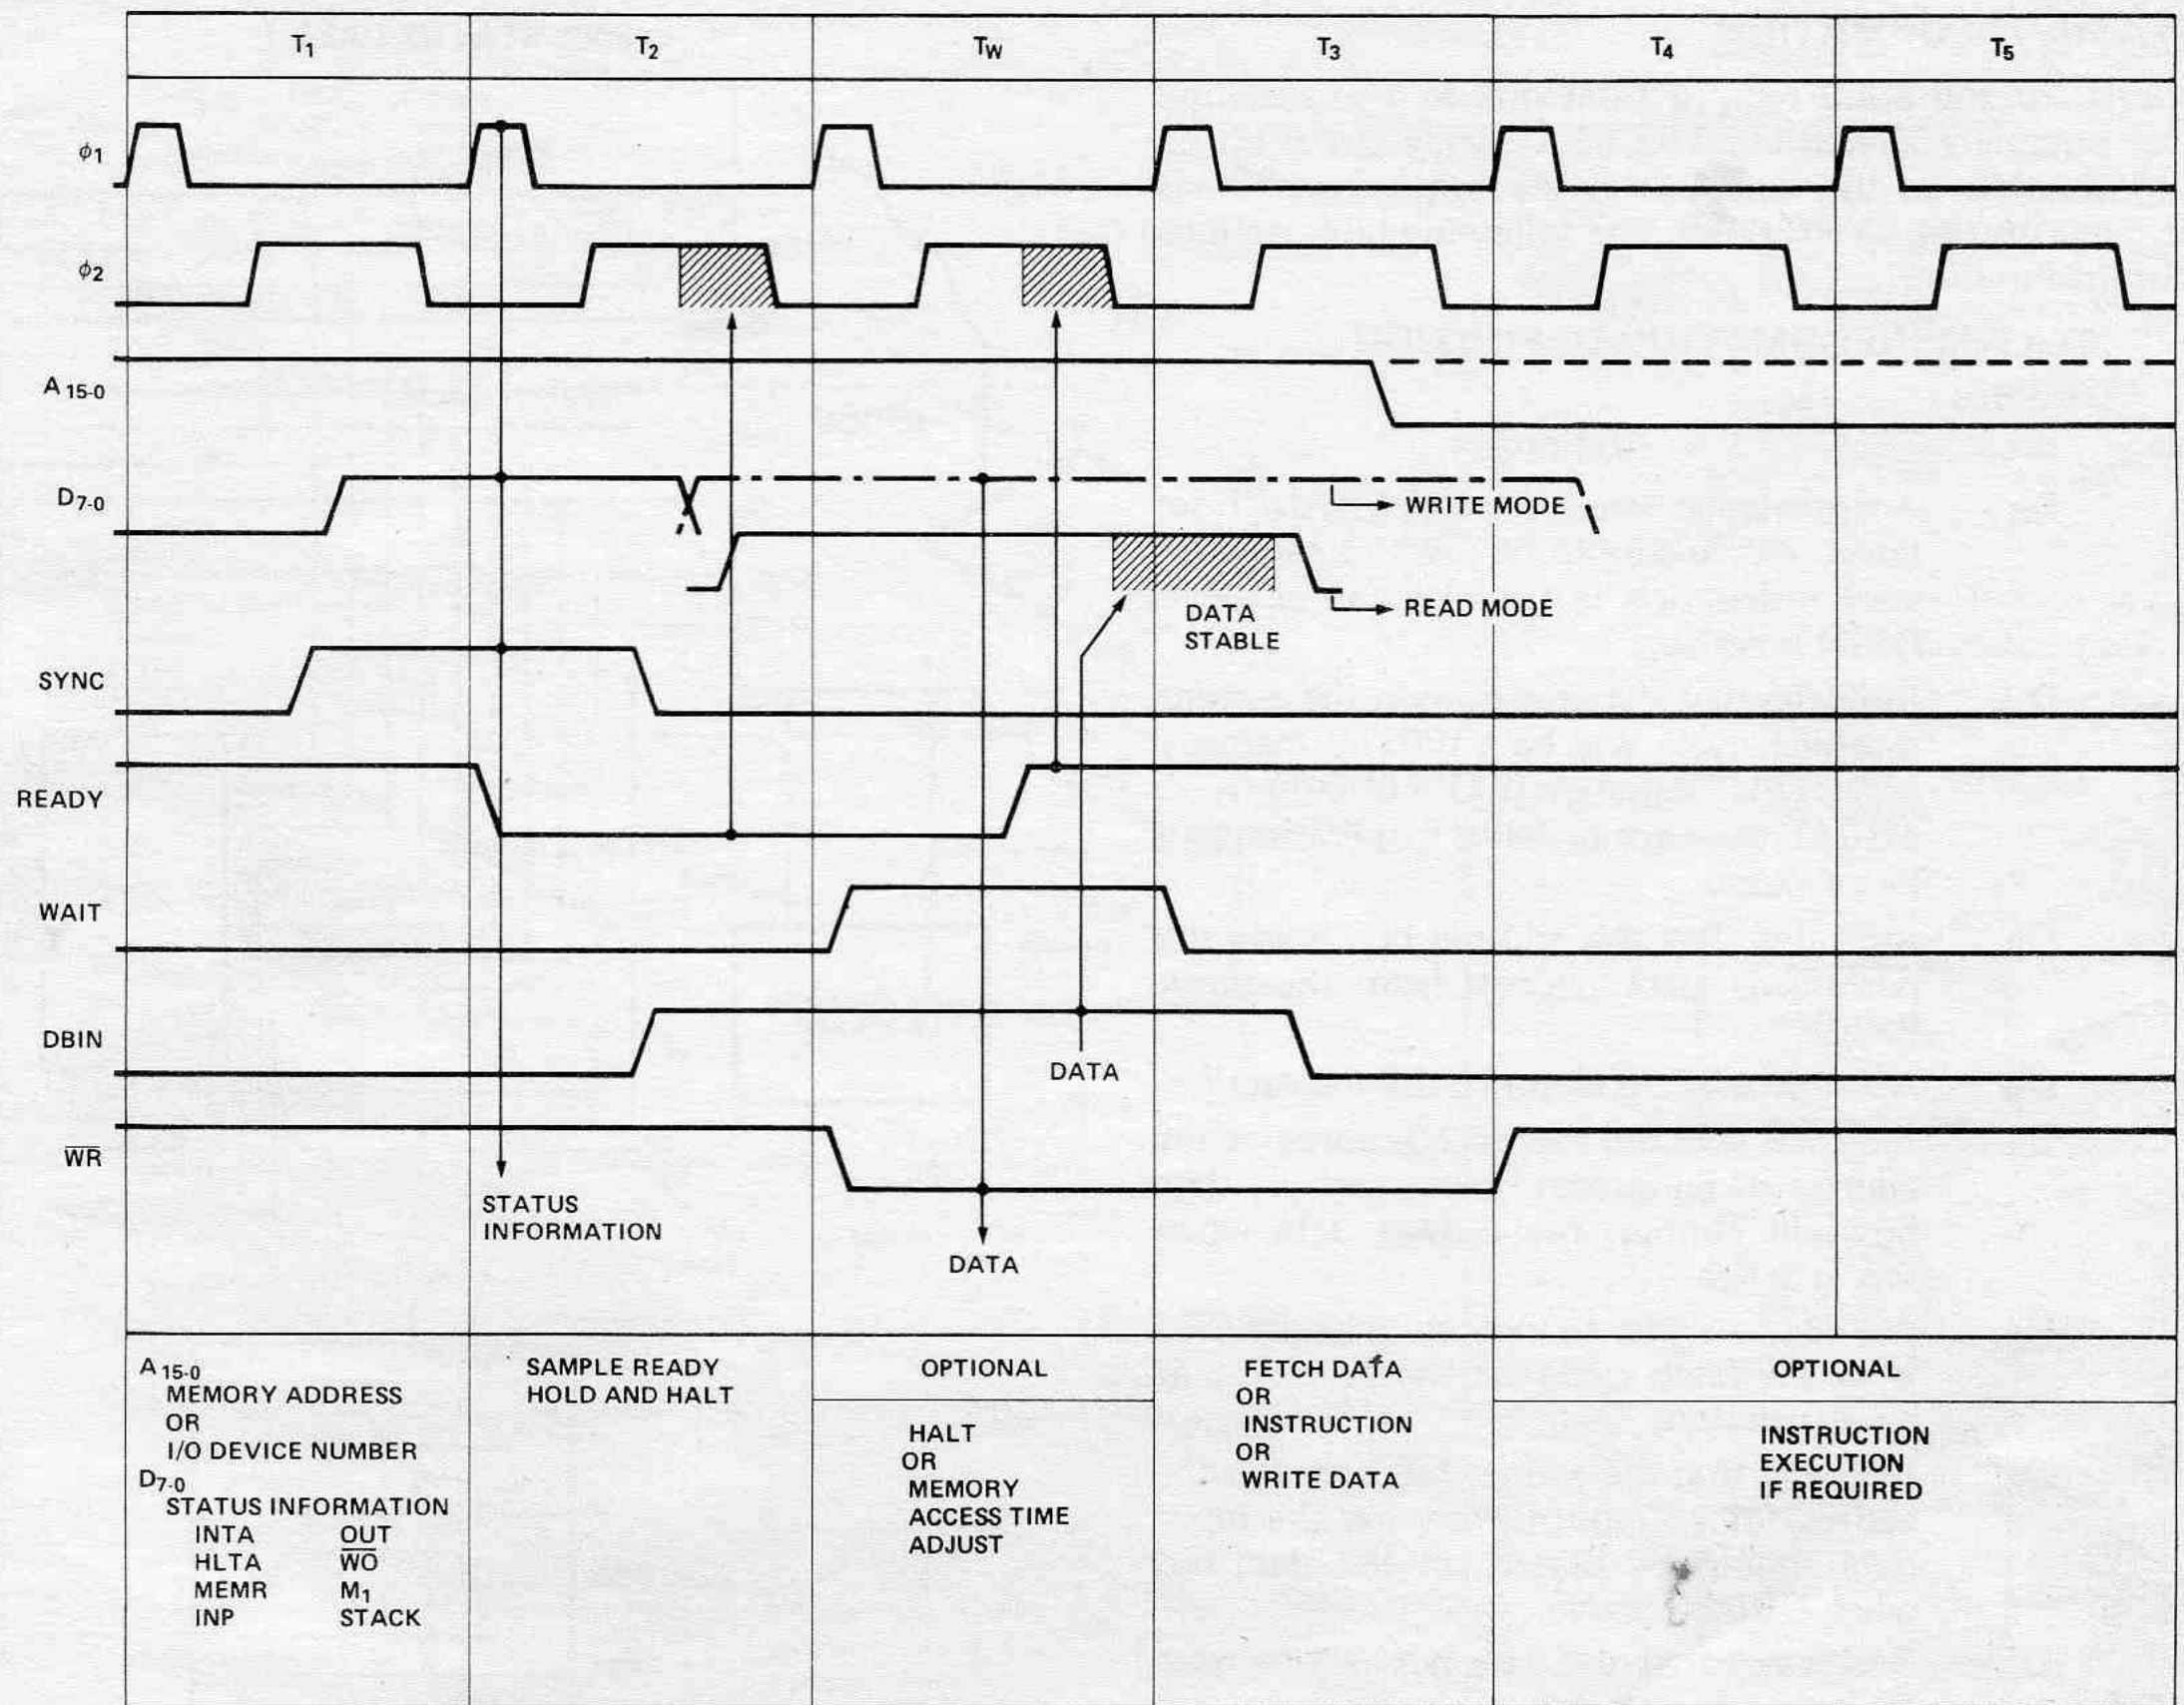 T1 T2 TW T3 T4 T5
ϕ1
ϕ2
A 15-0
D7-0
WRITE MODE
READ MODE
DATA
STABLE
SYNC
READY
WAIT
DBIN
DATA
W̅R̅
STATUS
INFORMATION
DATA
A 15-0
MEMORY ADDRESS
OR
I/O DEVICE NUMBER
D7-0
STATUS INFORMATION
INTA OUT
HLTA W̅O̅
MEMR M1
INP STACK
SAMPLE READY
HOLD AND HALT
OPTIONAL
HALT
OR
MEMORY
ACCESS TIME
ADJUST
FETCH DATA
OR
INSTRUCTION
OR
WRITE DATA
OPTIONAL
INSTRUCTION
EXECUTION
IF REQUIRED